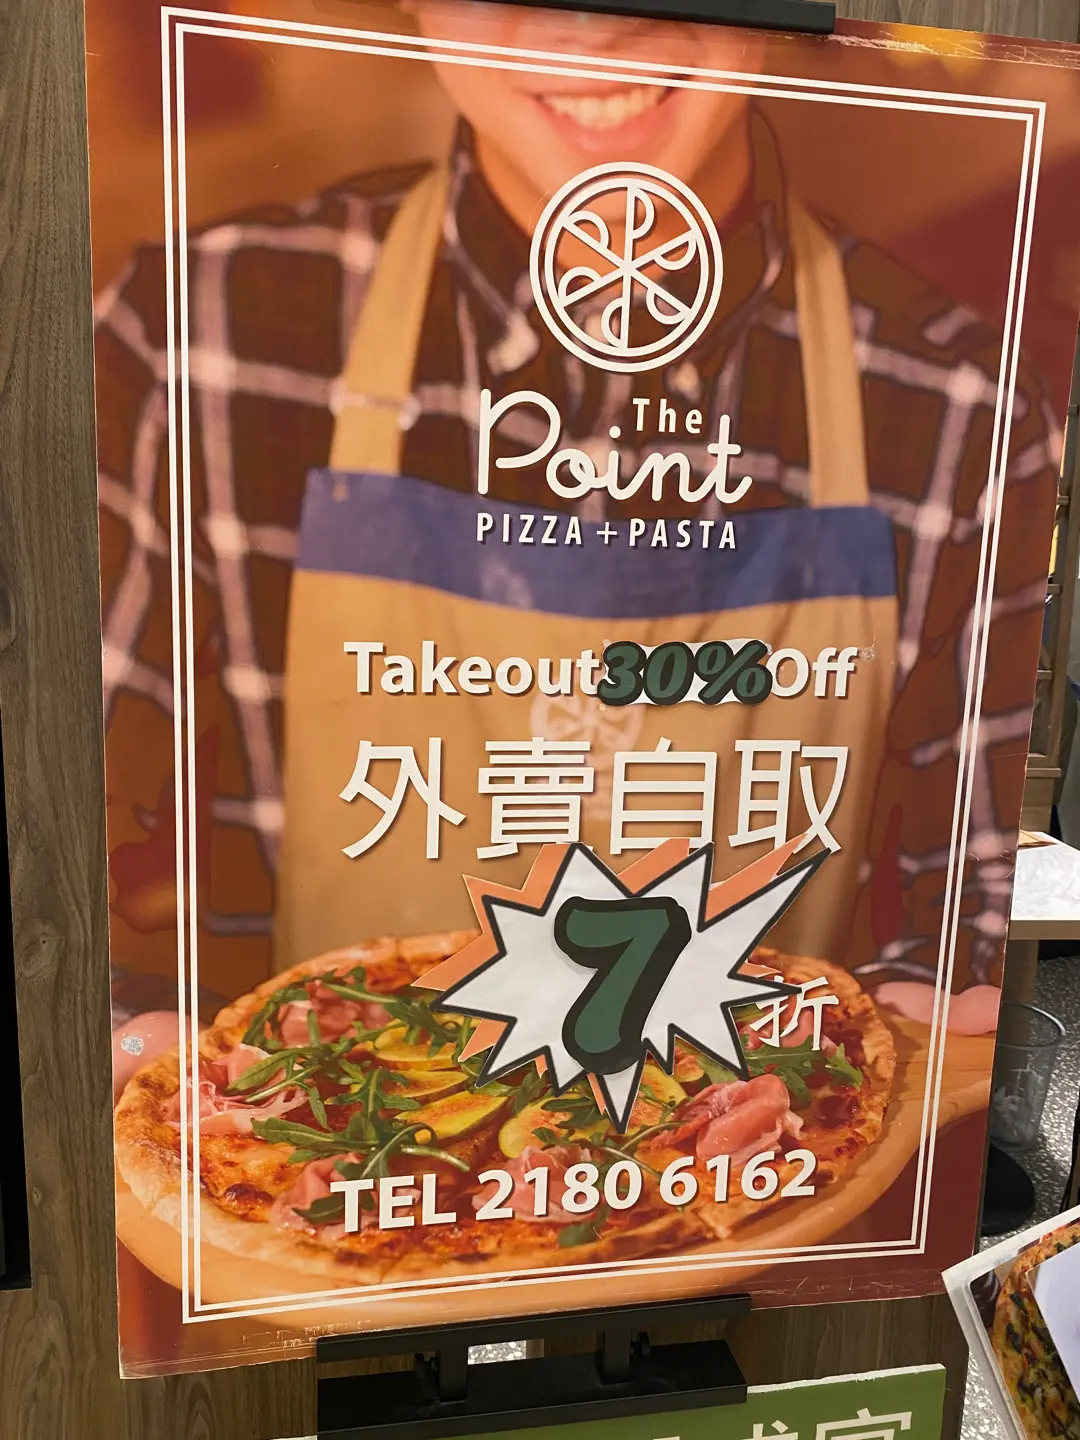 The
Point
PIZZA + PASTA
Takeout 30% Off
外賣自取
7折
TEL 2180 6162